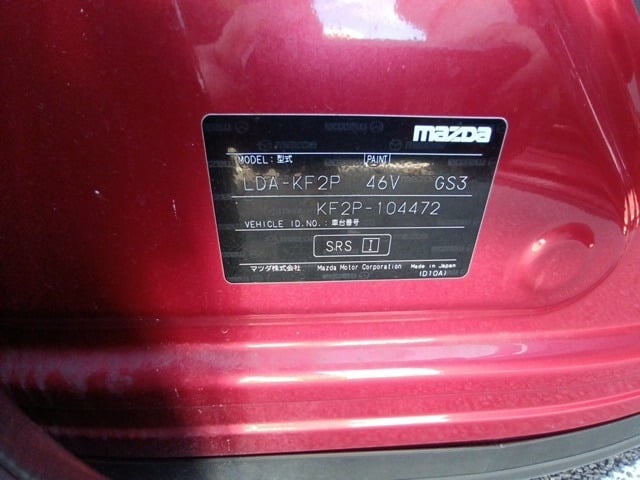 mazda
MODEL: 型式 PAINT
LDA-KF2P 46V GS3
KF2P-104472
VEHICLE ID.NO.: 車台番号
SRS I
マツダ株式会社 Mazda Motor Corporation Made in Japan
(D10A)